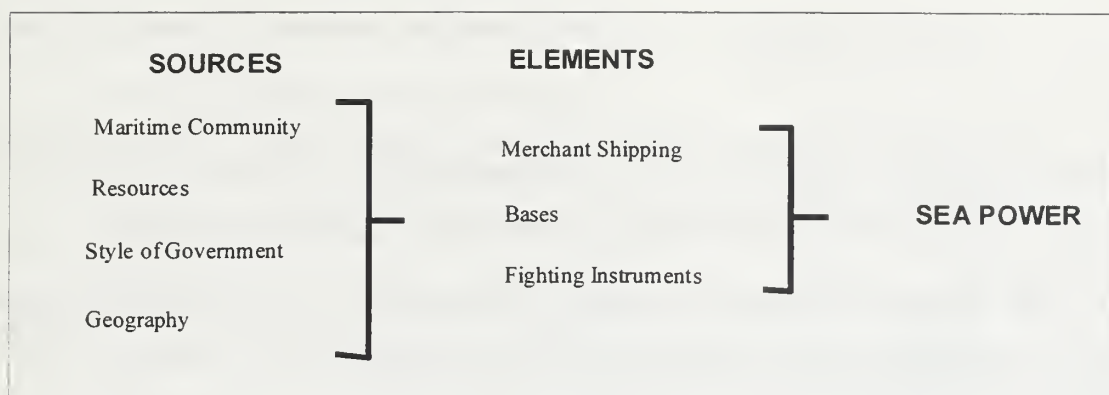 SOURCES
Maritime Community
Resources
Style of Government
Geography
ELEMENTS
Merchant Shipping
Bases
Fighting Instruments
SEA POWER